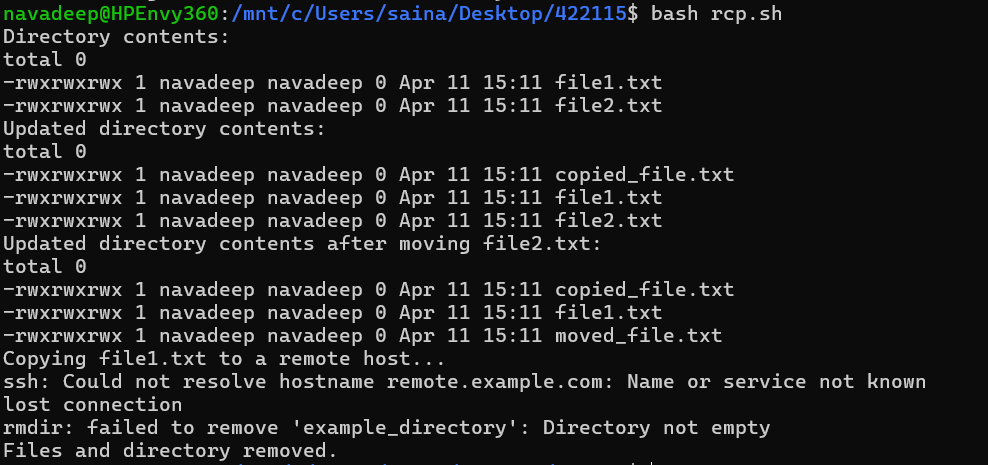 navadeep@HPEnvy360:/mnt/c/Users/saina/Desktop/422115$ bash rcp.sh
Directory contents:
total 0
-rwxrwxrwx 1 navadeep navadeep 0 Apr 11 15:11 file1.txt
-rwxrwxrwx 1 navadeep navadeep 0 Apr 11 15:11 file2.txt
Updated directory contents:
total 0
-rwxrwxrwx 1 navadeep navadeep 0 Apr 11 15:11 copied_file.txt
-rwxrwxrwx 1 navadeep navadeep 0 Apr 11 15:11 file1.txt
-rwxrwxrwx 1 navadeep navadeep 0 Apr 11 15:11 file2.txt
Updated directory contents after moving file2.txt:
total 0
-rwxrwxrwx 1 navadeep navadeep 0 Apr 11 15:11 copied_file.txt
-rwxrwxrwx 1 navadeep navadeep 0 Apr 11 15:11 file1.txt
-rwxrwxrwx 1 navadeep navadeep 0 Apr 11 15:11 moved_file.txt
Copying file1.txt to a remote host...
ssh: Could not resolve hostname remote.example.com: Name or service not known
lost connection
rmdir: failed to remove 'example_directory': Directory not empty
Files and directory removed.